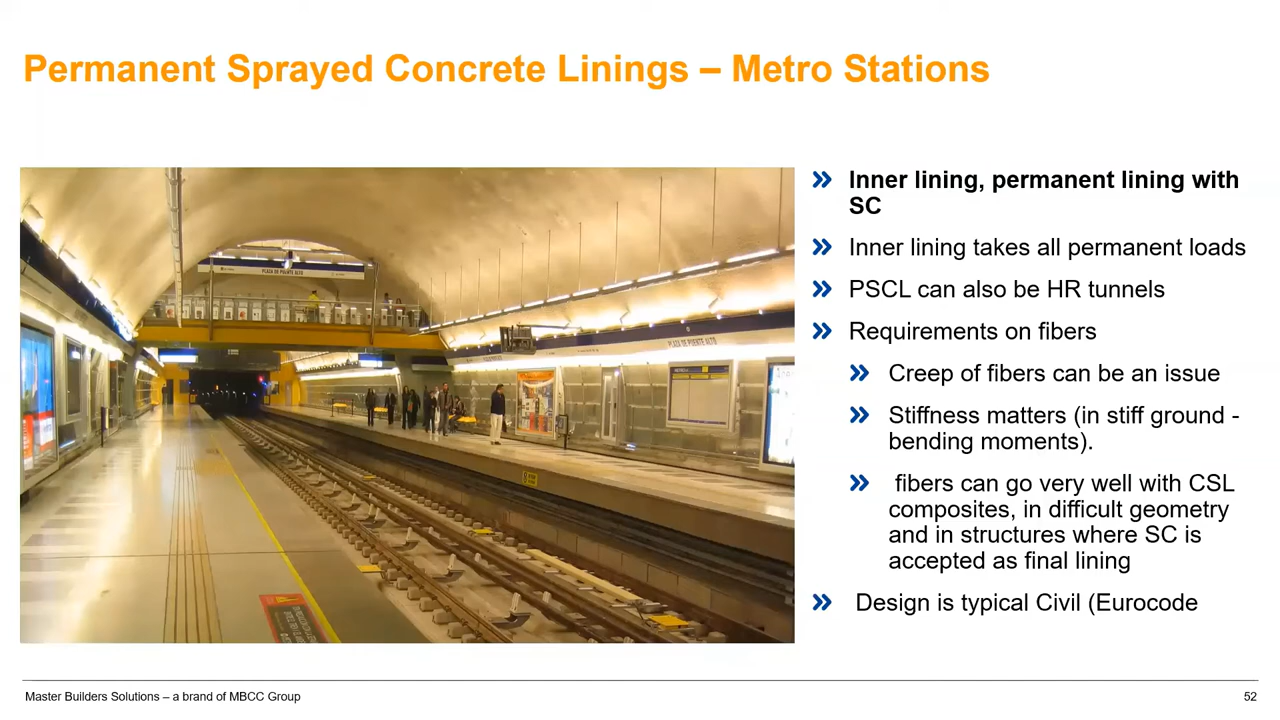 Permanent Sprayed Concrete Linings – Metro Stations
Inner lining, permanent lining with
SC
Inner lining takes all permanent loads
PSCL can also be HR tunnels
Requirements on fibers
Creep of fibers can be an issue
Stiffness matters (in stiff ground -
bending moments).
fibers can go very well with CSL
composites, in difficult geometry
and in structures where SC is
accepted as final lining
Design is typical Civil (Eurocode
PLAZA DE PUENTE ALTO
PLAZA DE PUENTE ALTO
Master Builders Solutions – a brand of MBCC Group
52